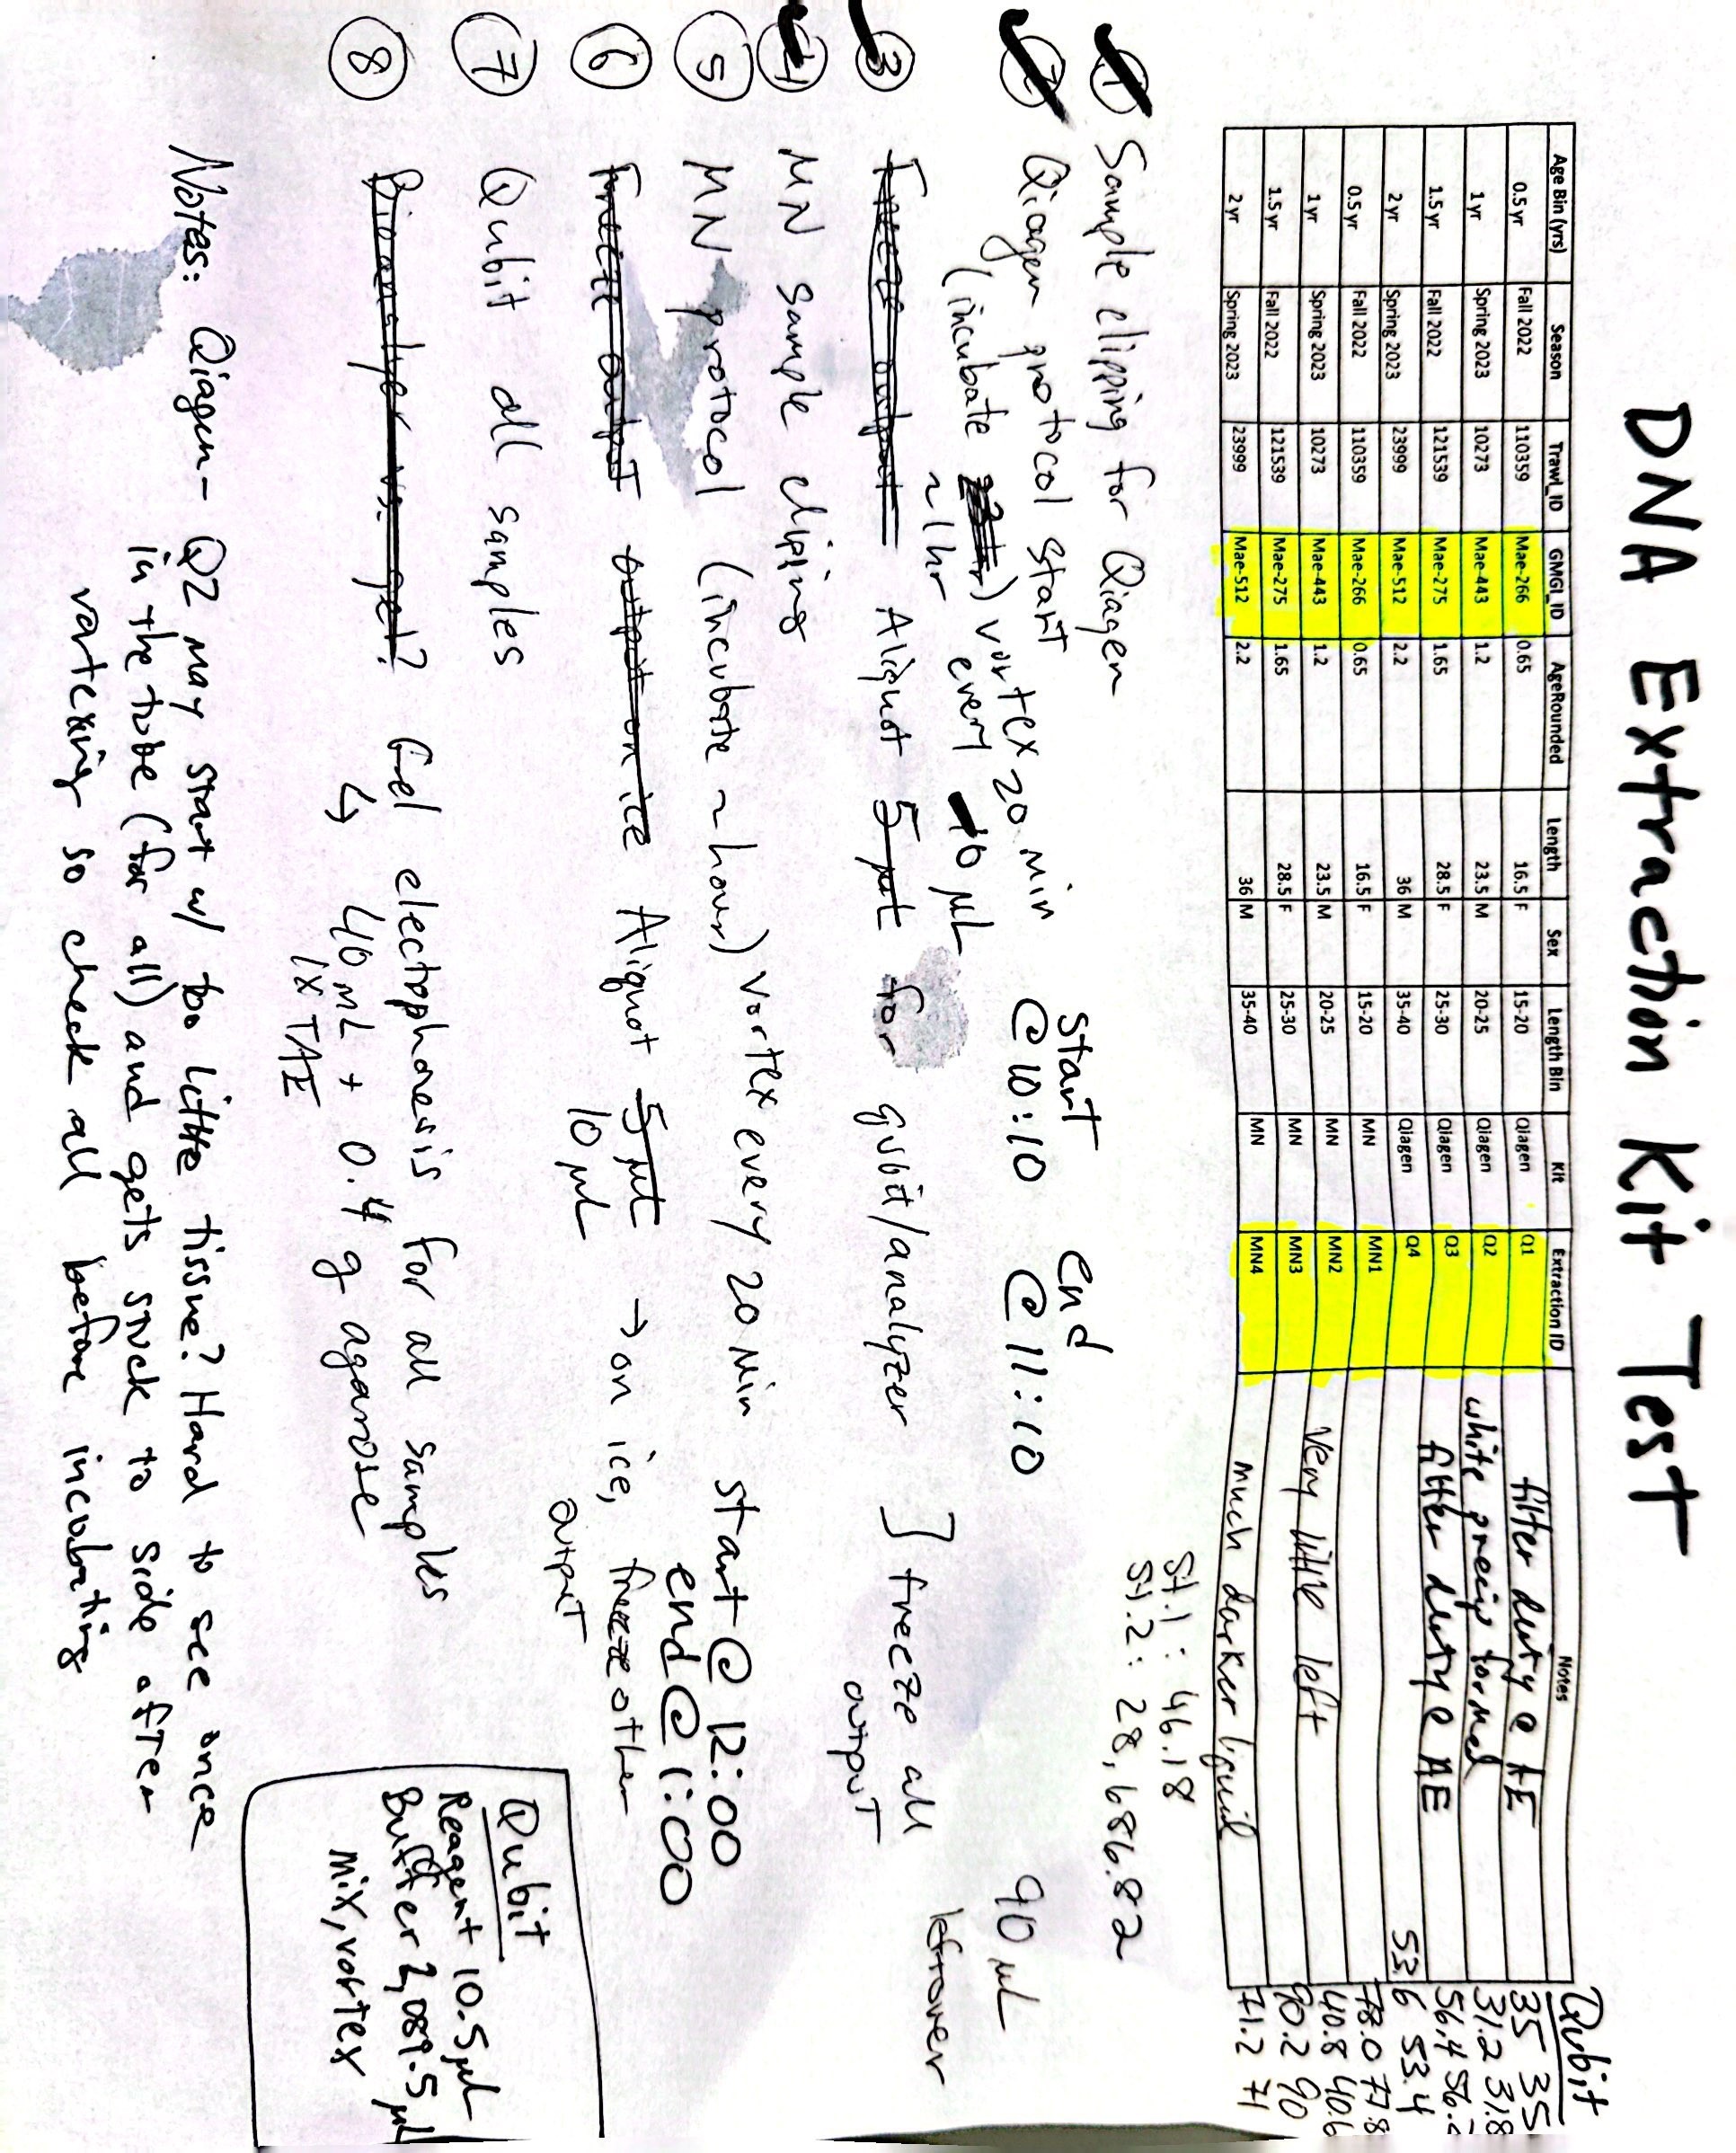 DNA Extraction Kit Test
Qubit
Age Bin (yrs) Season Trawl_ID GMGI_ID AgeRounded Length Sex Length Bin Kit Extraction ID Notes
0.5 yr Fall 2022 110359 Mae-266 0.65 16.5 F 15-20 Qiagen Q1 filter duty @ AE 35 35
1 yr Spring 2023 10273 Mae-443 1.2 23.5 M 20-25 Qiagen Q2 white precip formed 31.2 31.8
1.5 yr Fall 2022 121539 Mae-275 1.65 28.5 F 25-30 Qiagen Q3 filter duty @ AE 56.4 56.2
2 yr Spring 2023 23999 Mae-512 2.2 36 M 35-40 Qiagen Q4 53.6 53.4
0.5 yr Fall 2022 110359 Mae-266 0.65 16.5 F 15-20 MN MN1 78.0 77.8
1 yr Spring 2023 10273 Mae-443 1.2 23.5 M 20-25 MN MN2 very little left 40.8 40.6
1.5 yr Fall 2022 121539 Mae-275 1.65 28.5 F 25-30 MN MN3 90.2 90
2 yr Spring 2023 23999 Mae-512 2.2 36 M 35-40 MN MN4 much darker liquid 71.2 71
St.1 : 46.18
St.2 : 28,686.82
1 Sample clipping for Qiagen
2 Qiagen protocol start
(incubate ~1 hr) vortex every 20 min
start @ 10:10
end @ 11:10
90 µL leftover
10 µL
3 Freeze output Aliquot 5 µL for qubit/analyzer ] freeze all output
4 MN sample clipping
5 MN protocol (incubate ~ hour) vortex every 20 min
start @ 12:00
end @ 1:00
6 Freeze output output on ice Aliquot 5 µL → on ice, freeze other output
10 µL
7 Qubit all samples
8 Bioanalyer vs. gel? Gel electophoresis for all samples
↳ 40 mL + 0.4 g agarose
1X TAE
Qubit
Reagent 10.5 µL
Buffer 2,089.5 µL
mix, vortex
Notes: Qiagen - Q2 may start w/ too little tissue? Hard to see once
in the tube (for all) and gets stuck to side after
vortexing so check all before incubating